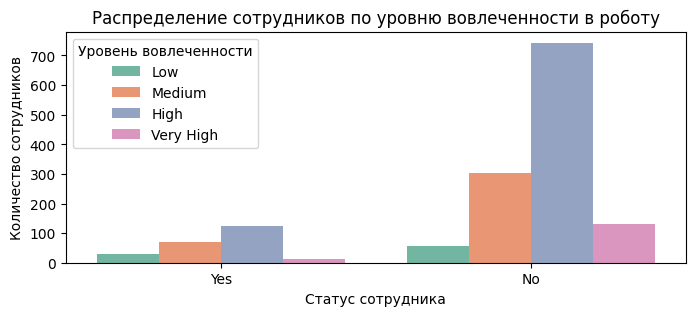 Распределение сотрудников по уровню вовлеченности в роботу
Уровень вовлеченности
Low
Medium
High
Very High
Количество сотрудников
700
600
500
400
300
200
100
0
Yes
No
Статус сотрудника